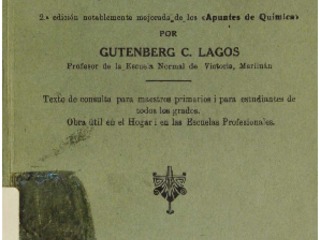 2.ª edición notablemente mejorada de los «Apuntes de Química»
POR
GUTENBERG C. LAGOS
Profesor de la Escuela Normal de Victoria, Marimán
Texto de consulta para maestros primarios i para estudiantes de
todos los grados.
Obra útil en el Hogar i en las Escuelas Profesionales.